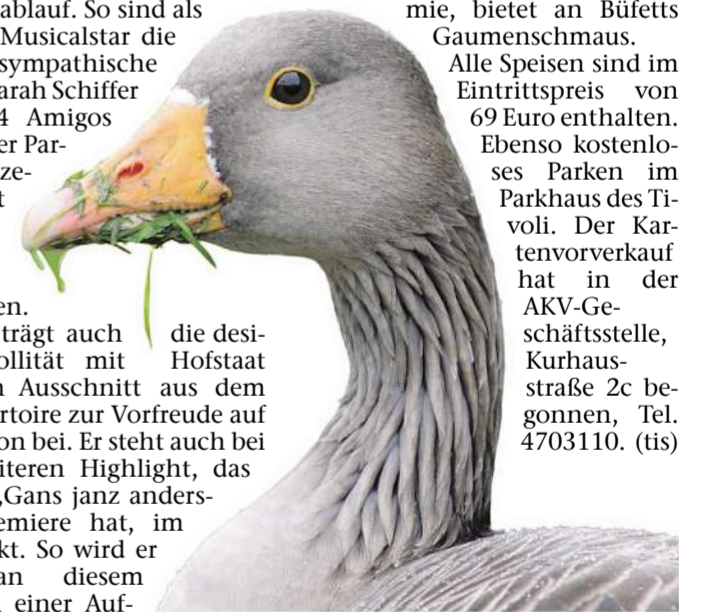 ablauf. So sind als
Musicalstar die
sympathische
arah Schiffer
4 Amigos
er Par-
ze-
t
en.
trägt auch die desi-
ollität mit Hofstaat
n Ausschnitt aus dem
rtoire zur Vorfreude auf
on bei. Er steht auch bei
iteren Highlight, das
„Gans janz anders-
emiere hat, im
kt. So wird er
an diesem
einer Auf-
mie, bietet an Büfetts
Gaumenschmaus.
Alle Speisen sind im
Eintrittspreis von
69 Euro enthalten.
Ebenso kostenlo-
ses Parken im
Parkhaus des Ti-
voli. Der Kar-
tenvorverkauf
hat in der
AKV-Ge-
schäftsstelle,
Kurhaus-
straße 2c be-
gonnen, Tel.
4703110. (tis)